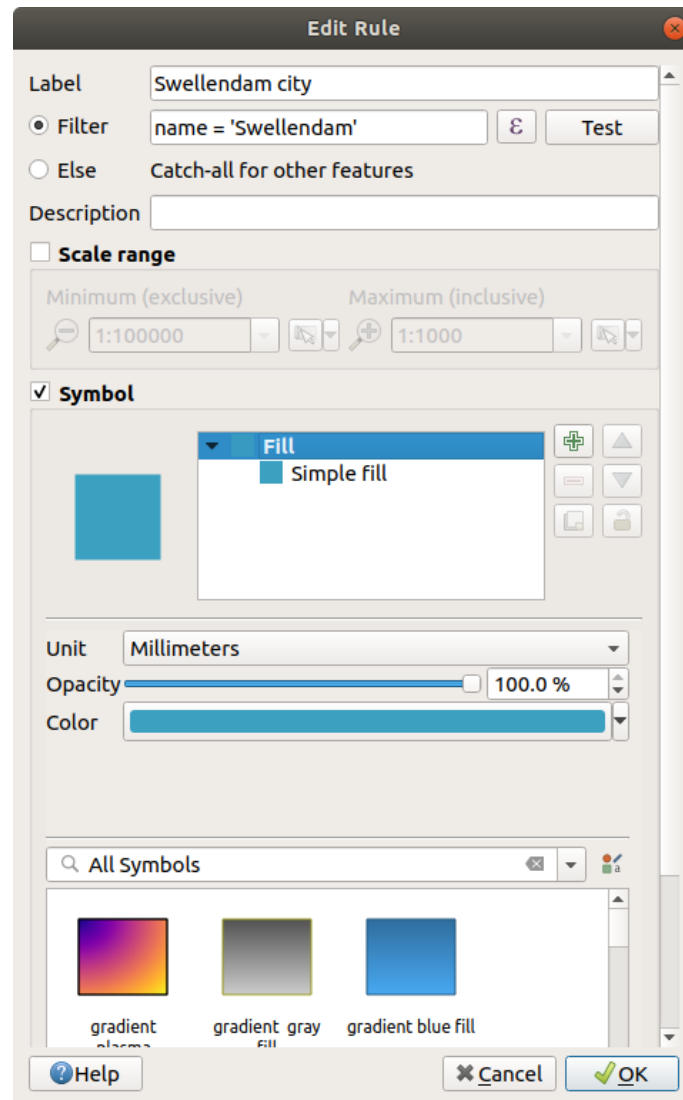 Edit Rule
Label Swellendam city
Filter name = 'Swellendam' ε Test
Else Catch-all for other features
Description
Scale range
Minimum (exclusive) Maximum (inclusive)
1:100000 1:1000
Symbol
Fill
Simple fill
Unit Millimeters
Opacity 100.0 %
Color
All Symbols
gradient gradient gray gradient blue fill
plasma fill
Help Cancel OK